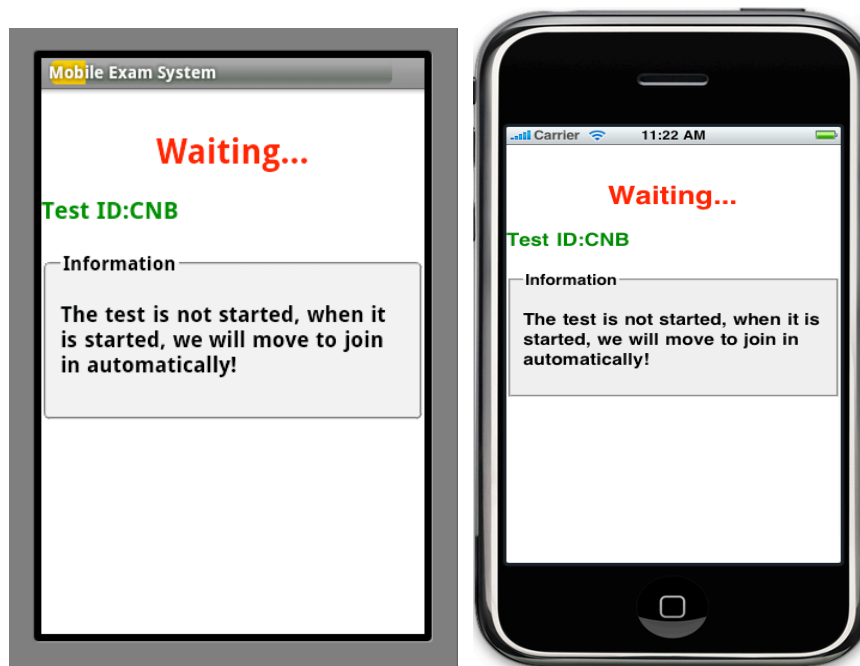 Mobile Exam System
Waiting...
Test ID:CNB
Information
The test is not started, when it
is started, we will move to join
in automatically!
Carrier 11:22 AM
Waiting...
Test ID:CNB
Information
The test is not started, when it is
started, we will move to join in
automatically!